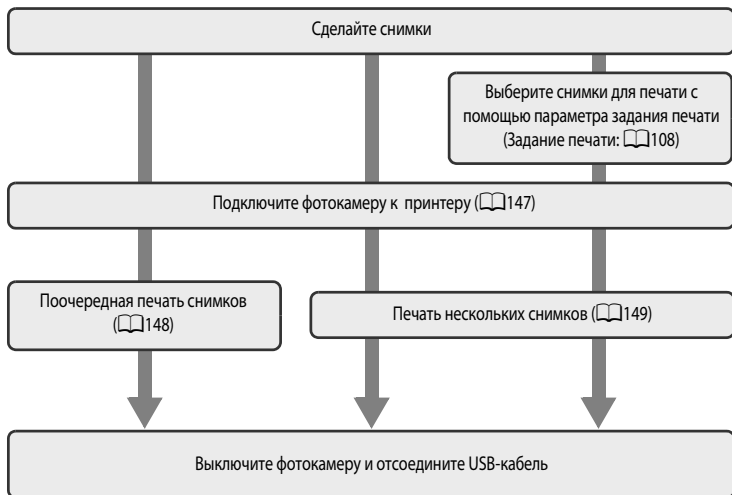 Сделайте снимки
Выберите снимки для печати с
помощью параметра задания печати
(Задание печати: 108)
Подключите фотокамеру к принтеру (147)
Поочередная печать снимков
(148)
Печать нескольких снимков (149)
Выключите фотокамеру и отсоедините USB-кабель